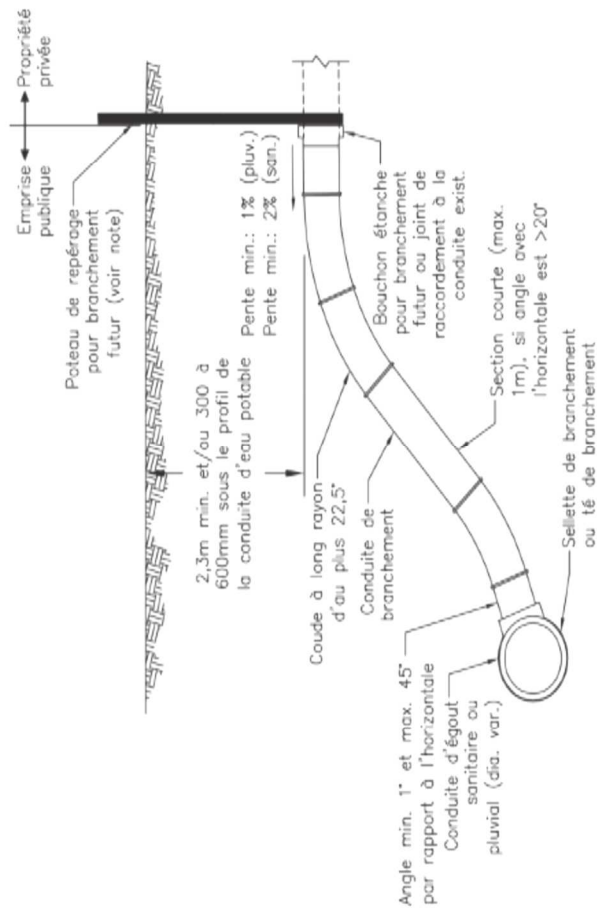 Emprise
publique
Propriété
privée
Poteau de repérage
pour branchement
futur (voir note)
2,3m min. et/ou 300 à
600mm sous le profil de
la conduite d'eau potable
Pente min.: 1% (pluv.)
Pente min.: 2% (san.)
Coude à long rayon
d'au plus 22,5°
Conduite de
branchement
Bouchon étanche
pour branchement
futur ou joint de
raccordement à la
conduite exist.
Angle min. 1° et max. 45°
par rapport à l'horizontale
Conduite d'égout
sanitaire ou
pluvial (dia. var.)
Section courte (max.
1m), si angle avec
l'horizontale est >20°
Sellette de branchement
ou té de branchement